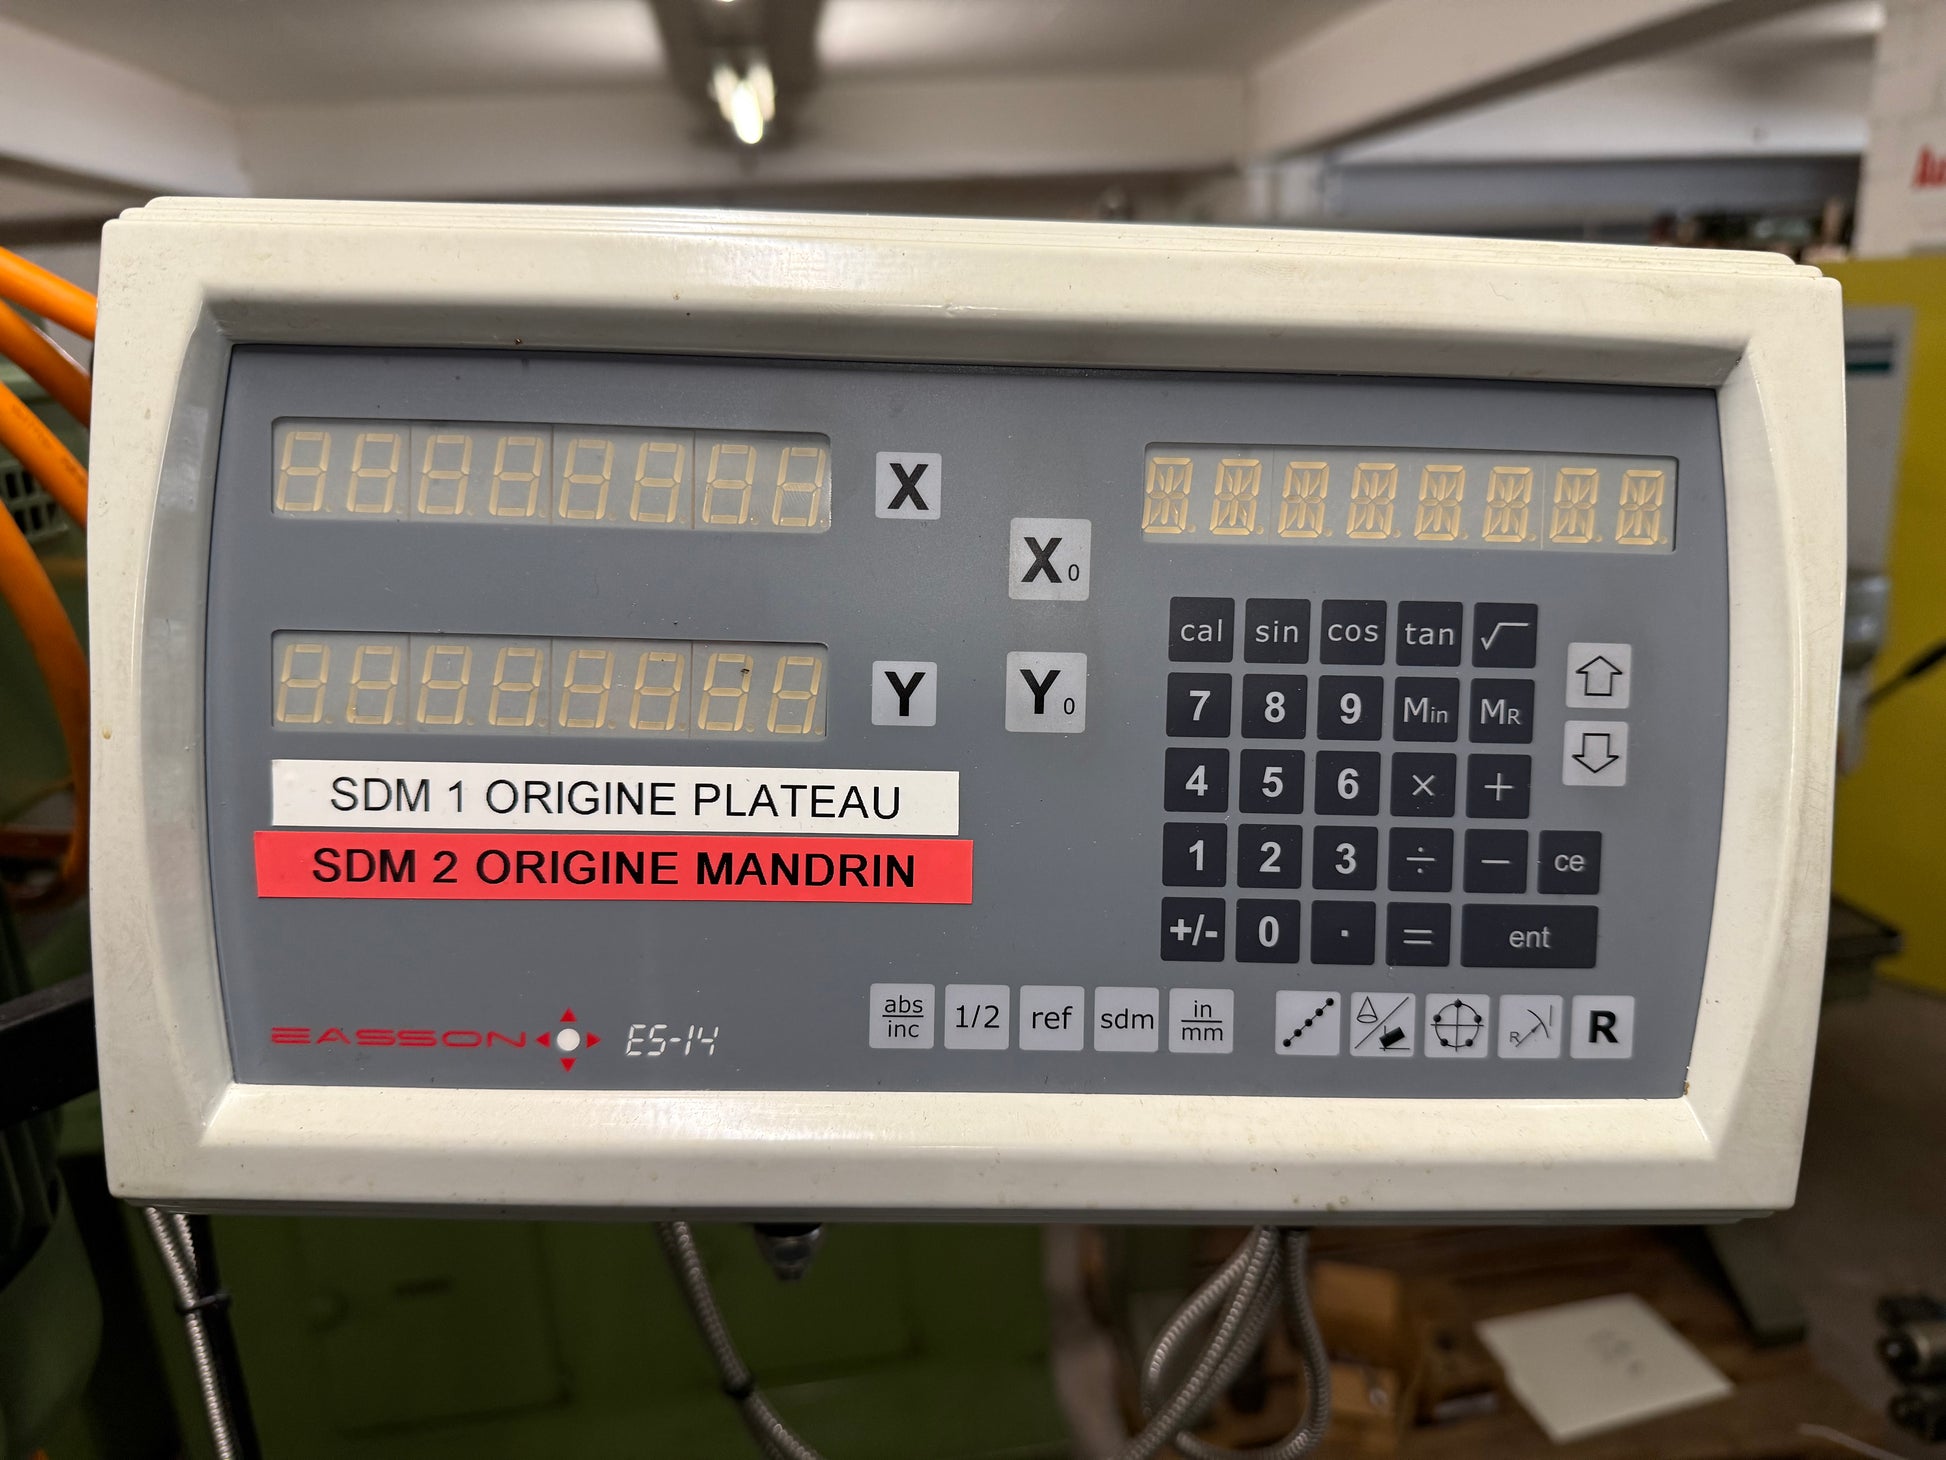 X
X0
Y
Y0
SDM 1 ORIGINE PLATEAU
SDM 2 ORIGINE MANDRIN
EASSON ES-14
cal sin cos tan √
7 8 9 Min MR
4 5 6 × +
1 2 3 ÷ − ce
+/- 0 . = ent
abs/inc 1/2 ref sdm in/mm R R